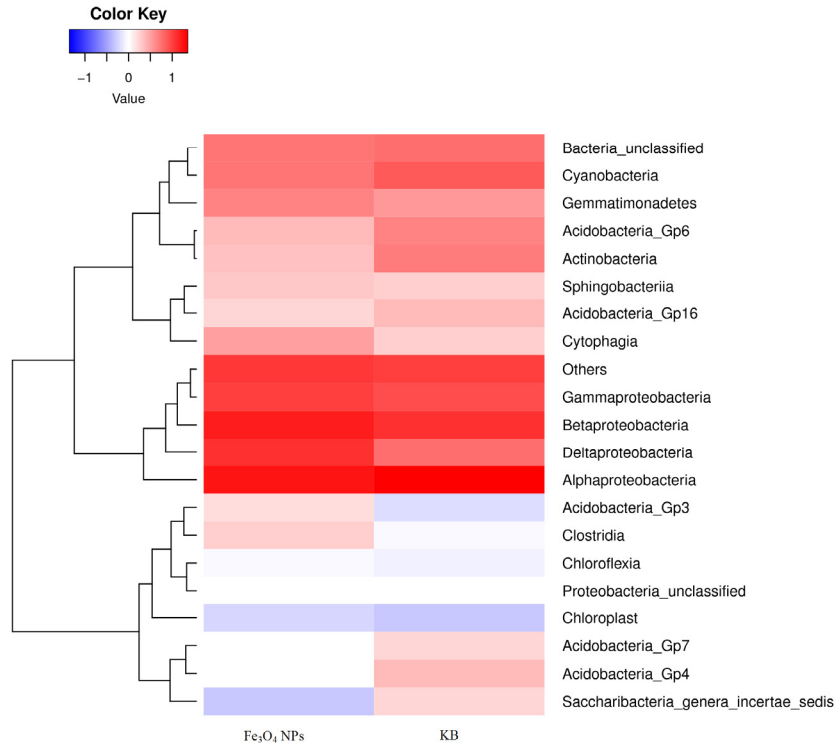 Color Key
−1 0 1
Value
Bacteria_unclassified
Cyanobacteria
Gemmatimonadetes
Acidobacteria_Gp6
Actinobacteria
Sphingobacteriia
Acidobacteria_Gp16
Cytophagia
Others
Gammaproteobacteria
Betaproteobacteria
Deltaproteobacteria
Alphaproteobacteria
Acidobacteria_Gp3
Clostridia
Chloroflexia
Proteobacteria_unclassified
Chloroplast
Acidobacteria_Gp7
Acidobacteria_Gp4
Saccharibacteria_genera_incertae_sedis
Fe₃O₄ NPs KB